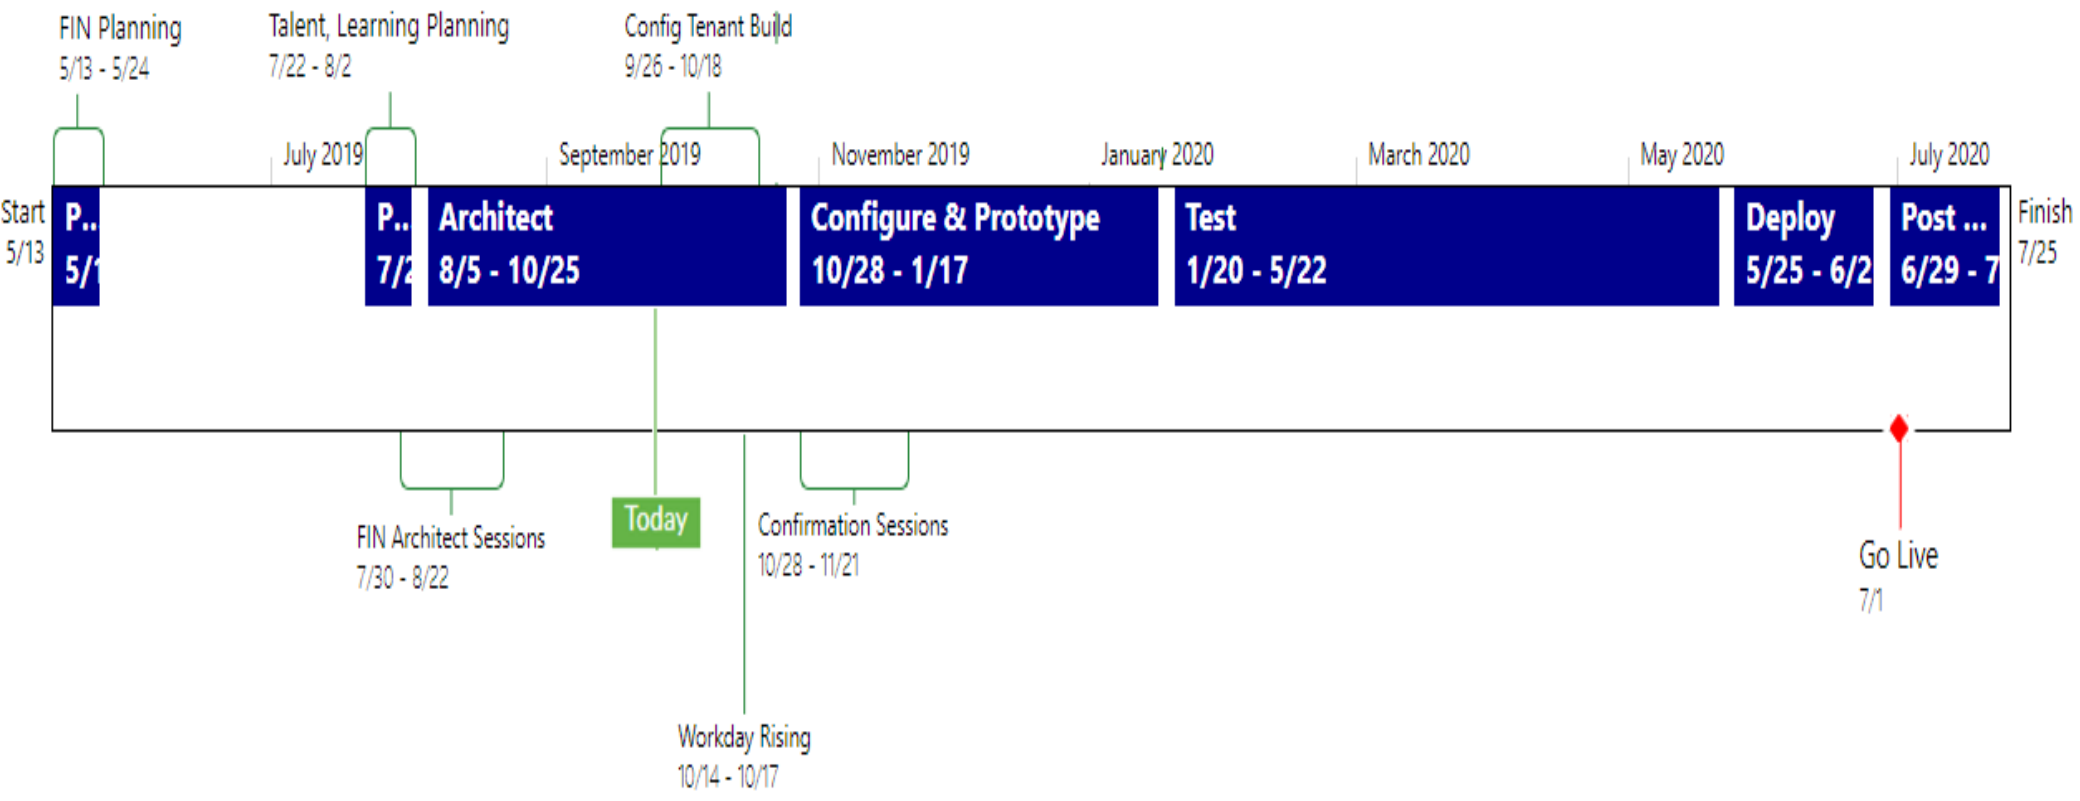 FIN Planning
5/13 - 5/24
Talent, Learning Planning
7/22 - 8/2
Config Tenant Build
9/26 - 10/18
July 2019
September 2019
November 2019
January 2020
March 2020
May 2020
July 2020
Start
5/13
P...
5/1
P...
7/2
Architect
8/5 - 10/25
Configure & Prototype
10/28 - 1/17
Test
1/20 - 5/22
Deploy
5/25 - 6/2
Post ...
6/29 - 7
Finish
7/25
FIN Architect Sessions
7/30 - 8/22
Today
Confirmation Sessions
10/28 - 11/21
Go Live
7/1
Workday Rising
10/14 - 10/17